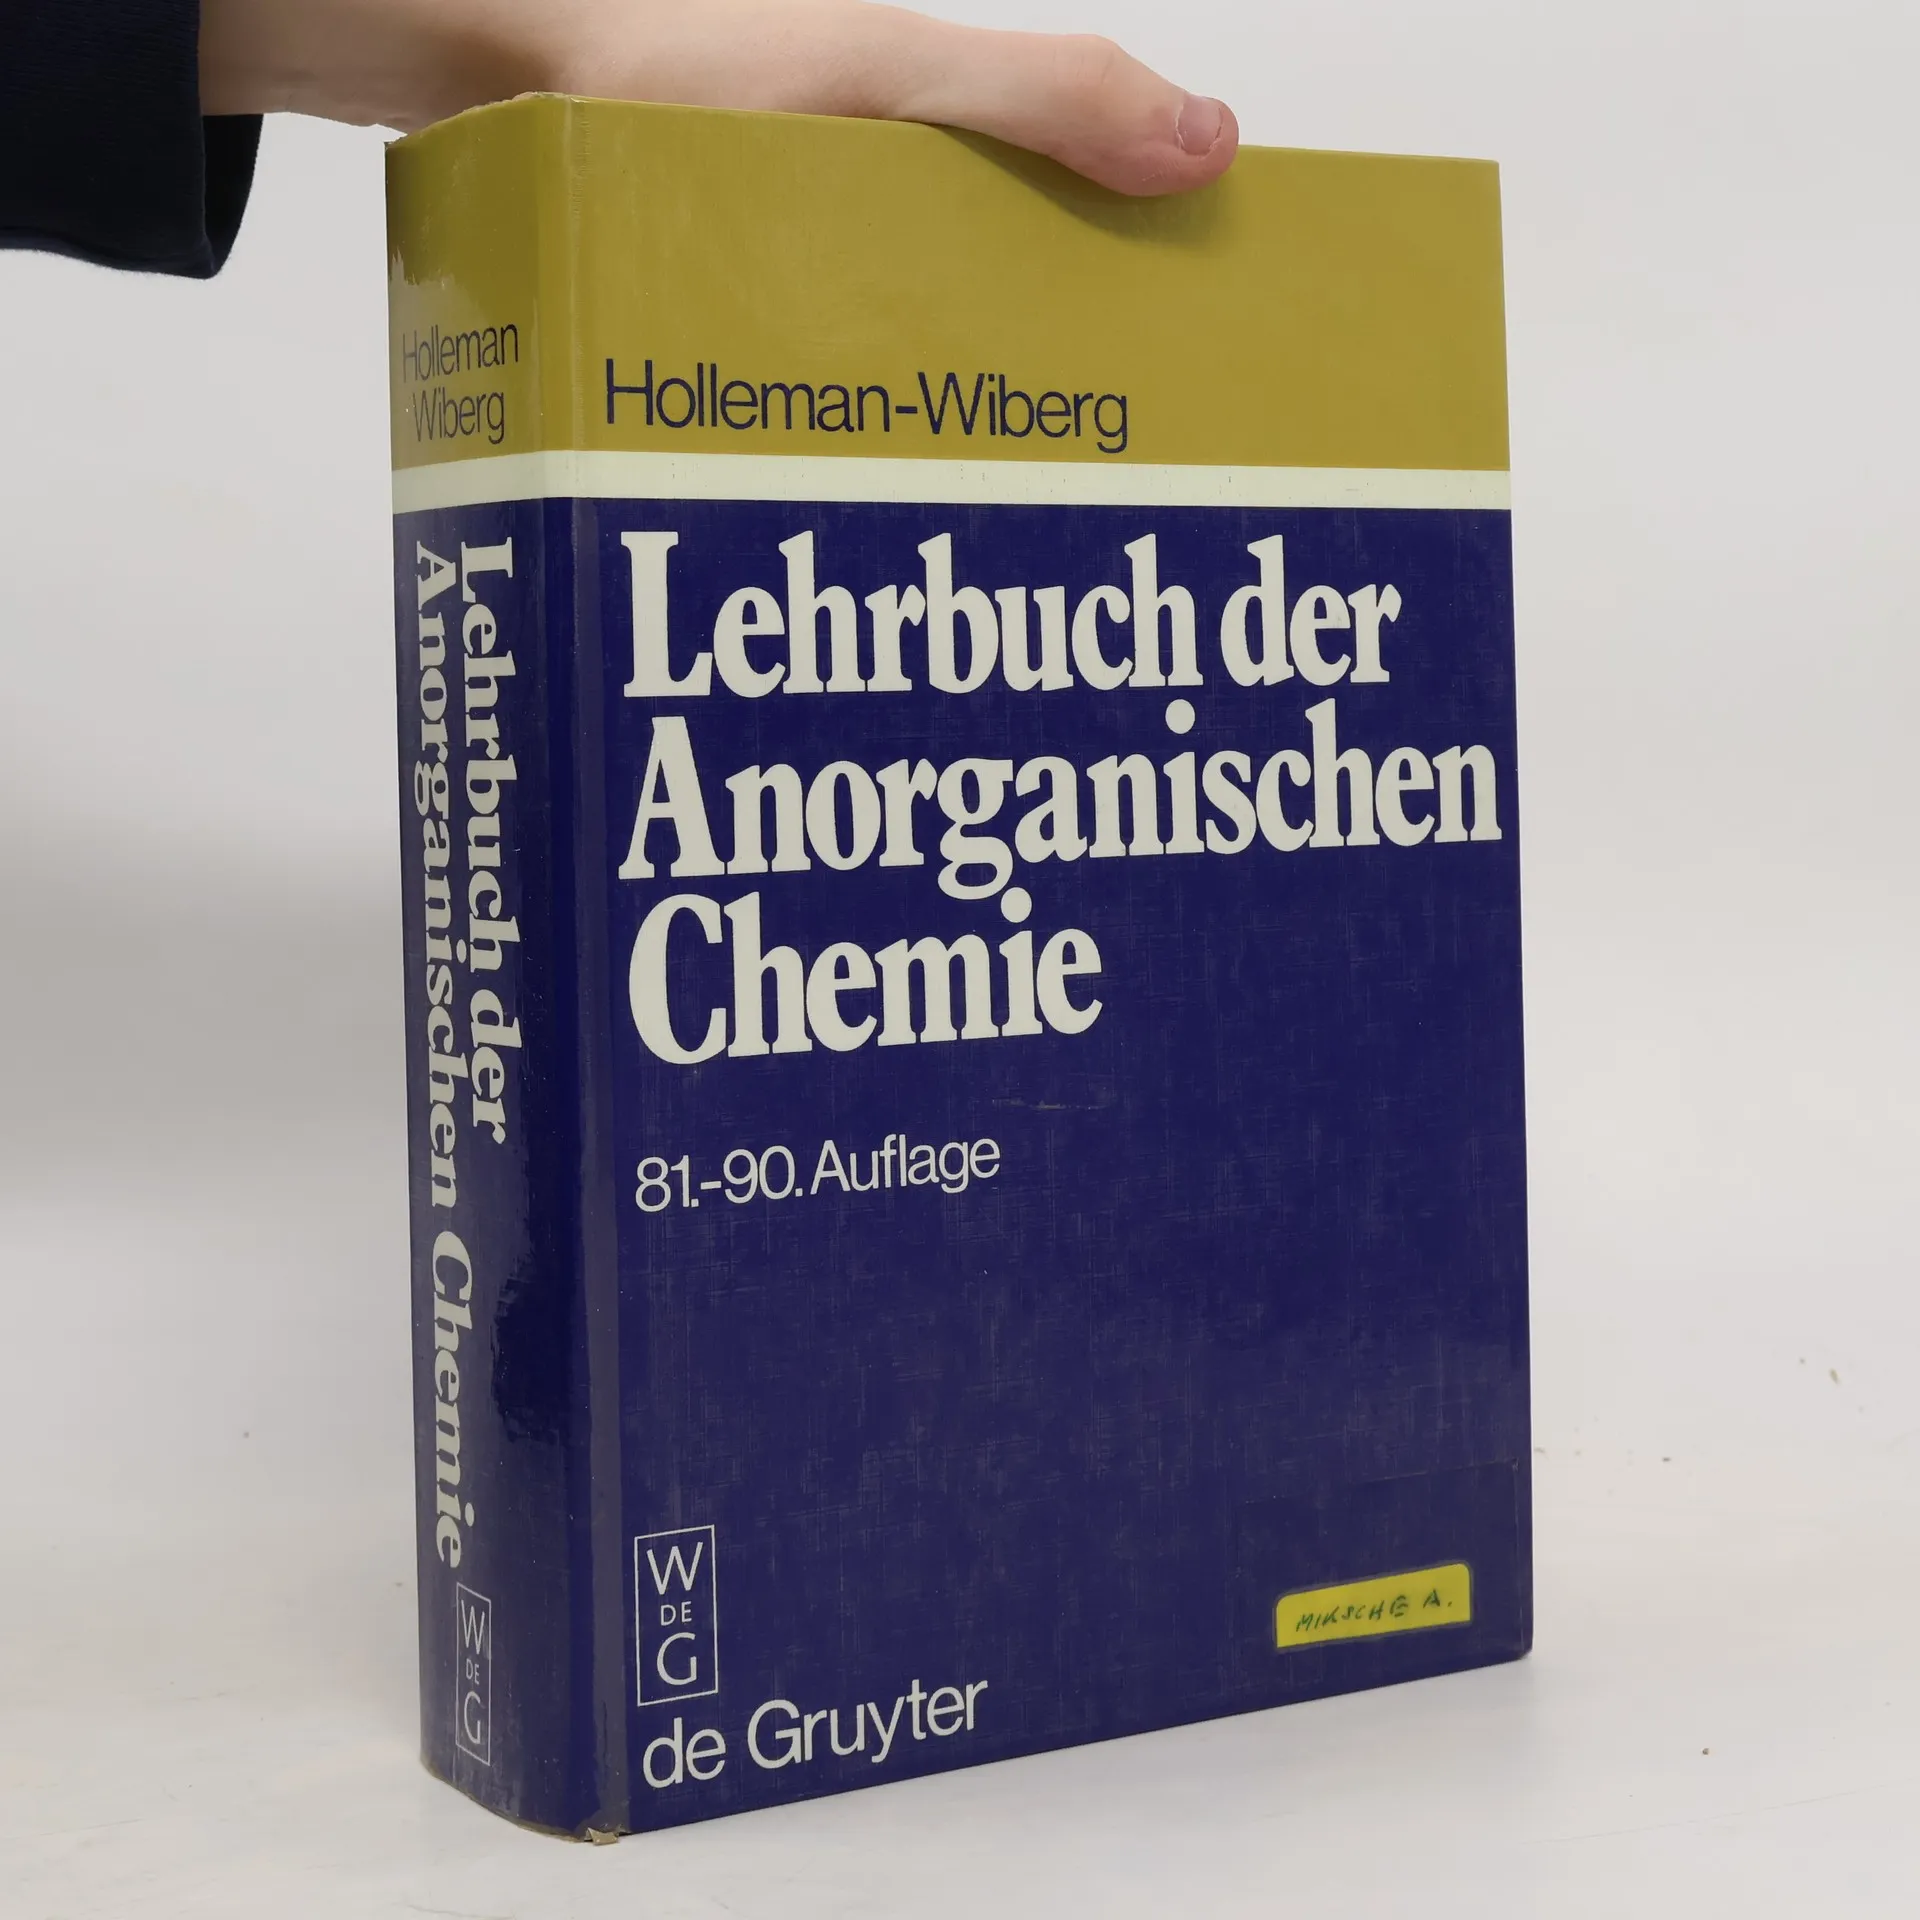 Holleman
Wiberg
Lehrbuch der
Anorganischen Chemie
W
DE
G
Holleman-Wiberg
Lehrbuch der
Anorganischen
Chemie
81.-90. Auflage
W
DE
G
de Gruyter
MIKSCHE A.